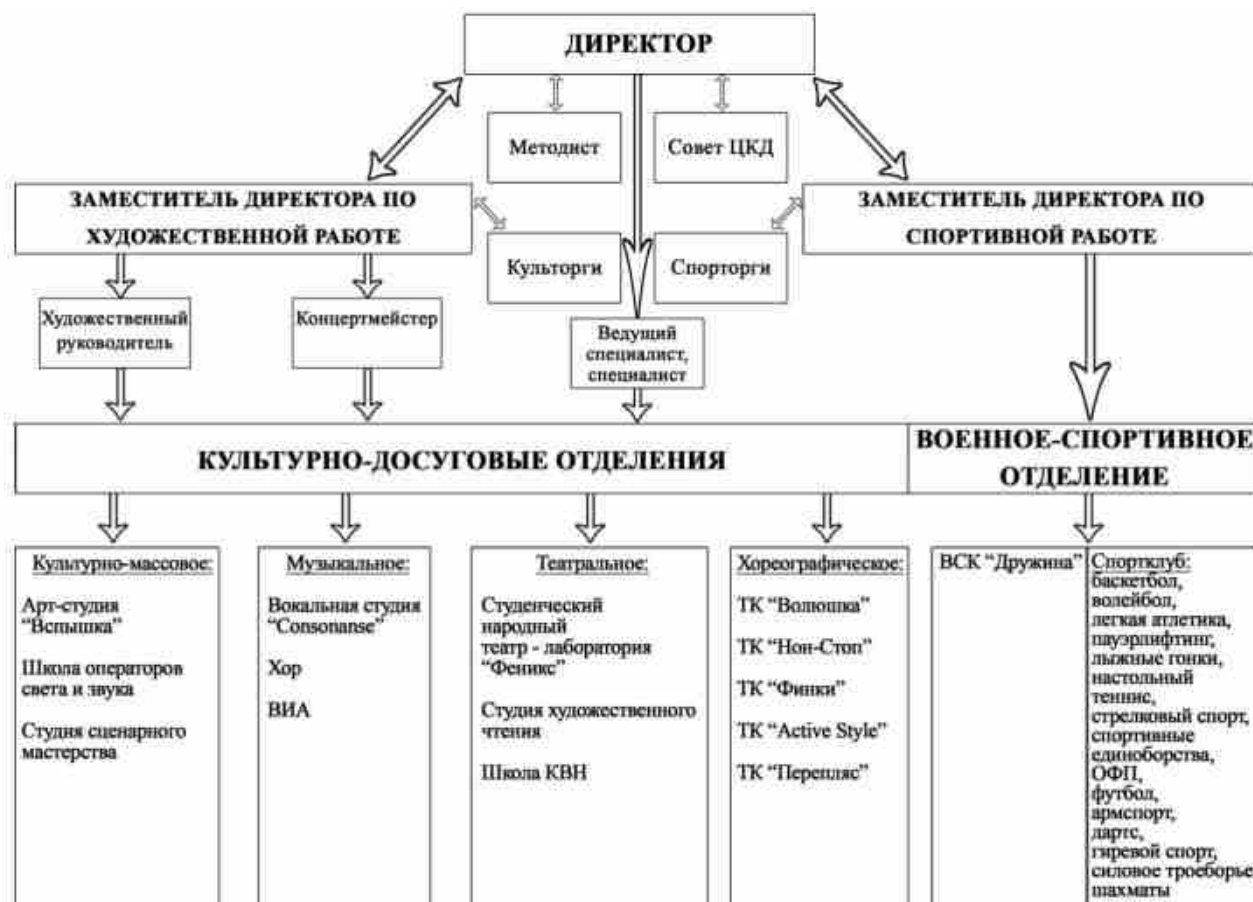 ДИРЕКТОР
Методист
Совет ЦКД
ЗАМЕСТИТЕЛЬ ДИРЕКТОРА ПО
ХУДОЖЕСТВЕННОЙ РАБОТЕ
ЗАМЕСТИТЕЛЬ ДИРЕКТОРА ПО
СПОРТИВНОЙ РАБОТЕ
Культорги
Спорторги
Художественный
руководитель
Концертмейстер
Ведущий
специалист,
специалист
КУЛЬТУРНО-ДОСУГОВЫЕ ОТДЕЛЕНИЯ
ВОЕННОЕ-СПОРТИВНОЕ
ОТДЕЛЕНИЕ
Культурно-массовое:
Арт-студия
“Вспышка”
Школа операторов
света и звука
Студия сценарного
мастерства
Музыкальное:
Вокальная студия
“Consonanse”
Хор
ВИА
Театральное:
Студенческий
народный
театр - лаборатория
“Феникс”
Студия художественного
чтения
Школа КВН
Хореографическое:
ТК “Волюшка”
ТК “Нон-Стоп”
ТК “Финки”
ТК “Active Style”
ТК “Перепляс”
ВСК “Дружина”
Спортклуб:
баскетбол,
волейбол,
легкая атлетика,
пауэрлифтинг,
лыжные гонки,
настольный
теннис,
стрелковый спорт,
спортивные
единоборства,
ОФП,
футбол,
армспорт,
дартс,
гиревой спорт,
силовое троеборье
шахматы